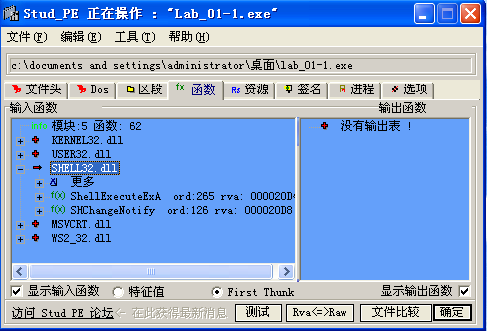 Stud_PE 正在操作 : "Lab_01-1.exe"
文件(F) 编辑(E) 工具(T) 帮助(H)
c:\documents and settings\administrator\桌面\lab_01-1.exe
文件头 Dos 区段 fx 函数 Rs 资源 签名 进程 选项
输入函数 输出函数
模块:5 函数: 62
KERNEL32.dll
USER32.dll
SHELL32.dll
更多
f(x) ShellExecuteExA ord:265 rva: 000020D4
f(x) SHChangeNotify ord:126 rva: 000020D8
MSVCRT.dll
WS2_32.dll
没有输出表 !
显示输入函数 特征值 First Thunk 显示输出函数
访问 Stud PE 论坛 <- 在此获得最新消息 测试 Rva<=>Raw 文件比较 确定